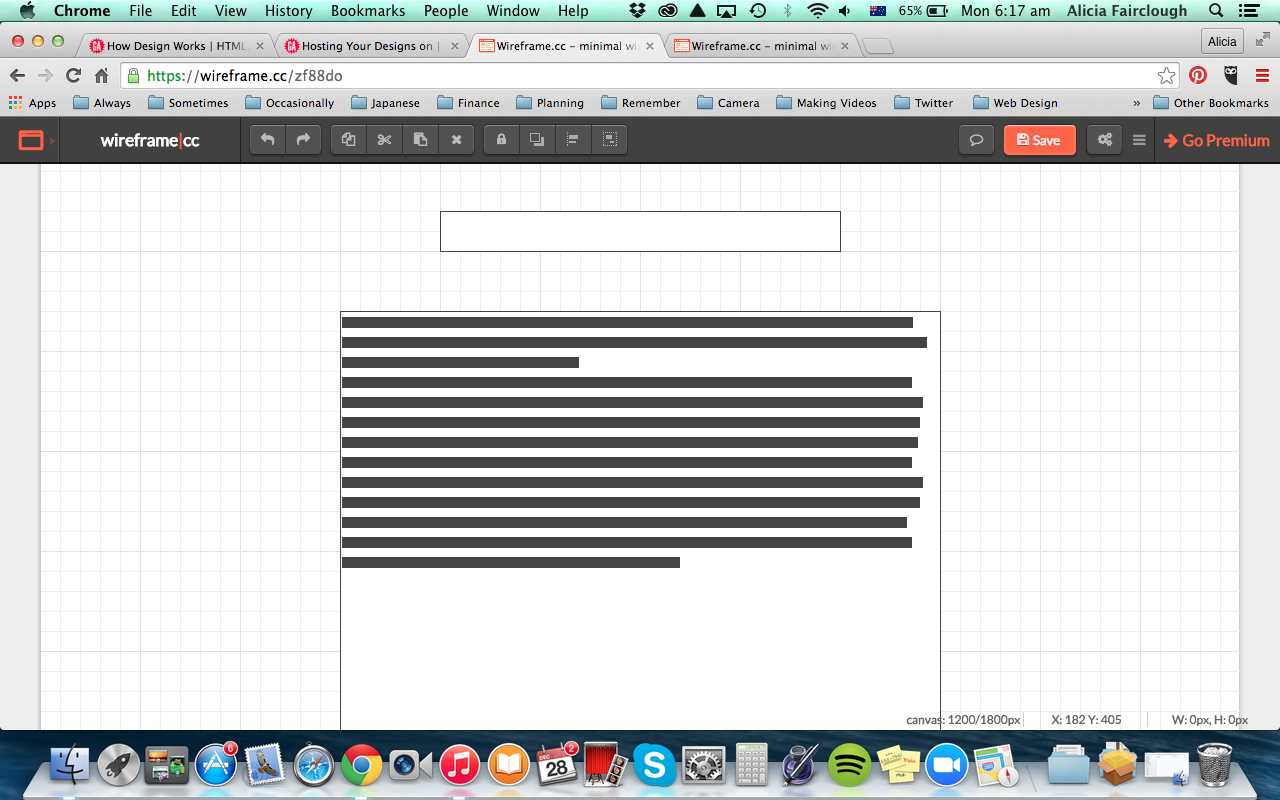 Chrome File Edit View History Bookmarks People Window Help 65% Mon 6:17 am Alicia Fairclough
How Design Works | HTML, Hosting Your Designs on | Wireframe.cc – minimal wi Wireframe.cc – minimal wi Alicia
https://wireframe.cc/zf88do
Apps Always Sometimes Occasionally Japanese Finance Planning Remember Camera Making Videos Twitter Web Design » Other Bookmarks
wireframe|cc Save Go Premium
canvas: 1200/1800px X: 182 Y: 405 W: 0px, H: 0px
6 DEC 28 2